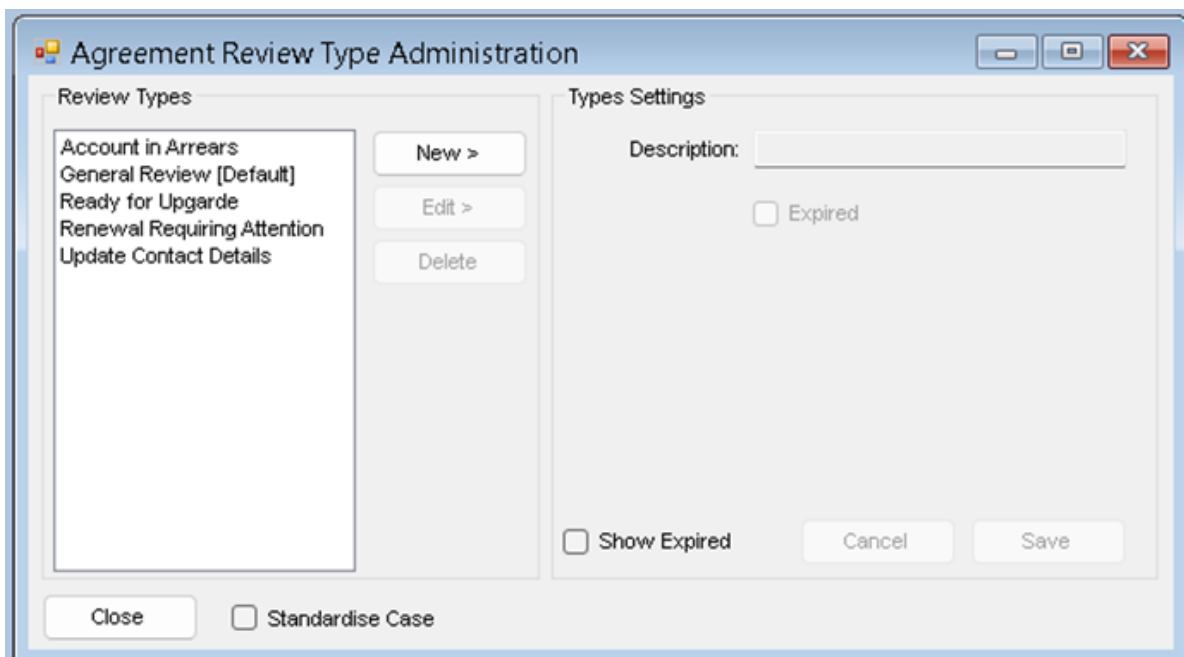 Agreement Review Type Administration
Review Types
Account in Arrears
General Review [Default]
Ready for Upgarde
Renewal Requiring Attention
Update Contact Details
New >
Edit >
Delete
Types Settings
Description:
Expired
Show Expired
Cancel
Save
Close
Standardise Case